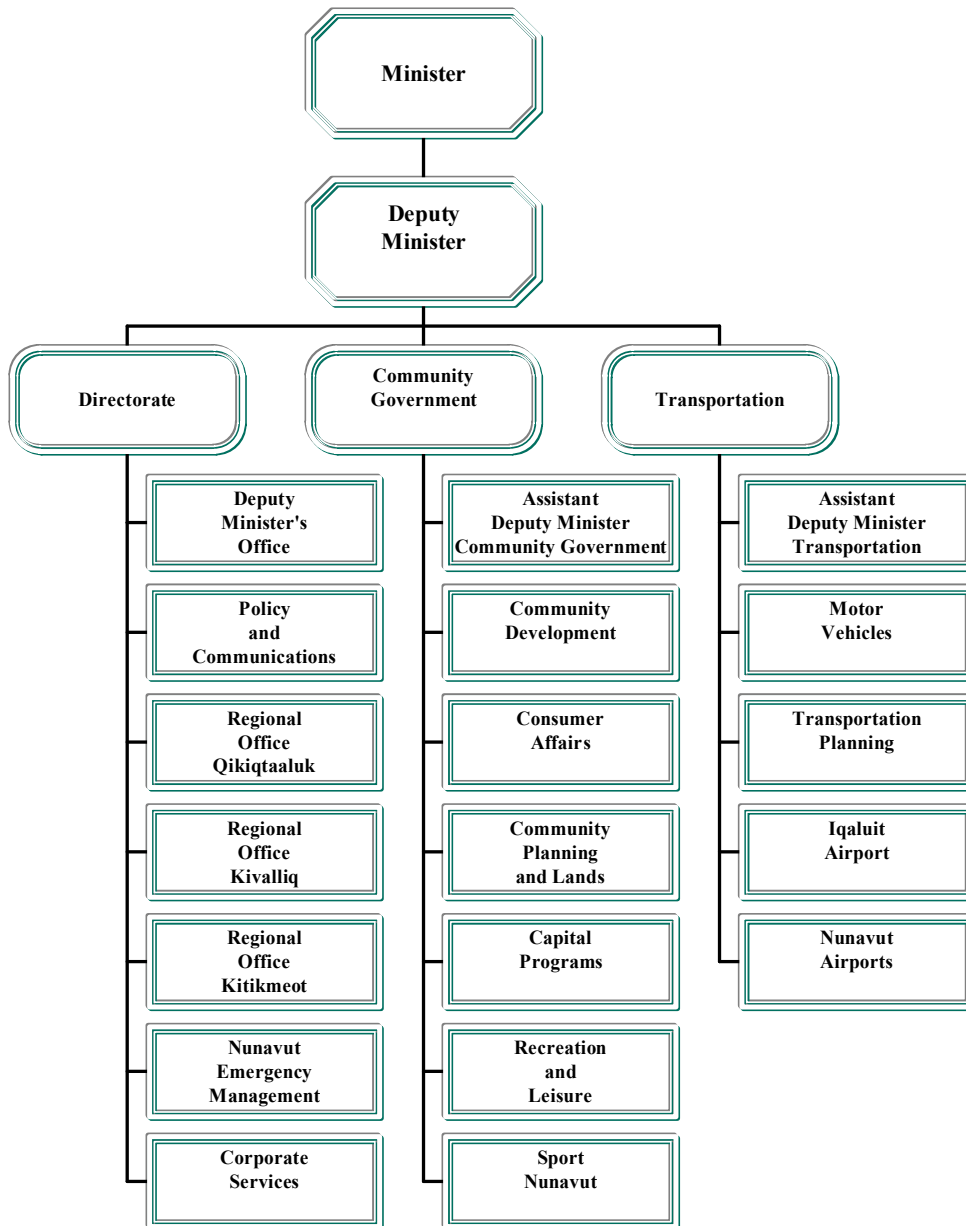 Minister
Deputy
Minister
Directorate
Community
Government
Transportation
Deputy
Minister's
Office
Policy
and
Communications
Regional
Office
Qikiqtaaluk
Regional
Office
Kivalliq
Regional
Office
Kitikmeot
Nunavut
Emergency
Management
Corporate
Services
Assistant
Deputy Minister
Community Government
Community
Development
Consumer
Affairs
Community
Planning
and Lands
Capital
Programs
Recreation
and
Leisure
Sport
Nunavut
Assistant
Deputy Minister
Transportation
Motor
Vehicles
Transportation
Planning
Iqaluit
Airport
Nunavut
Airports